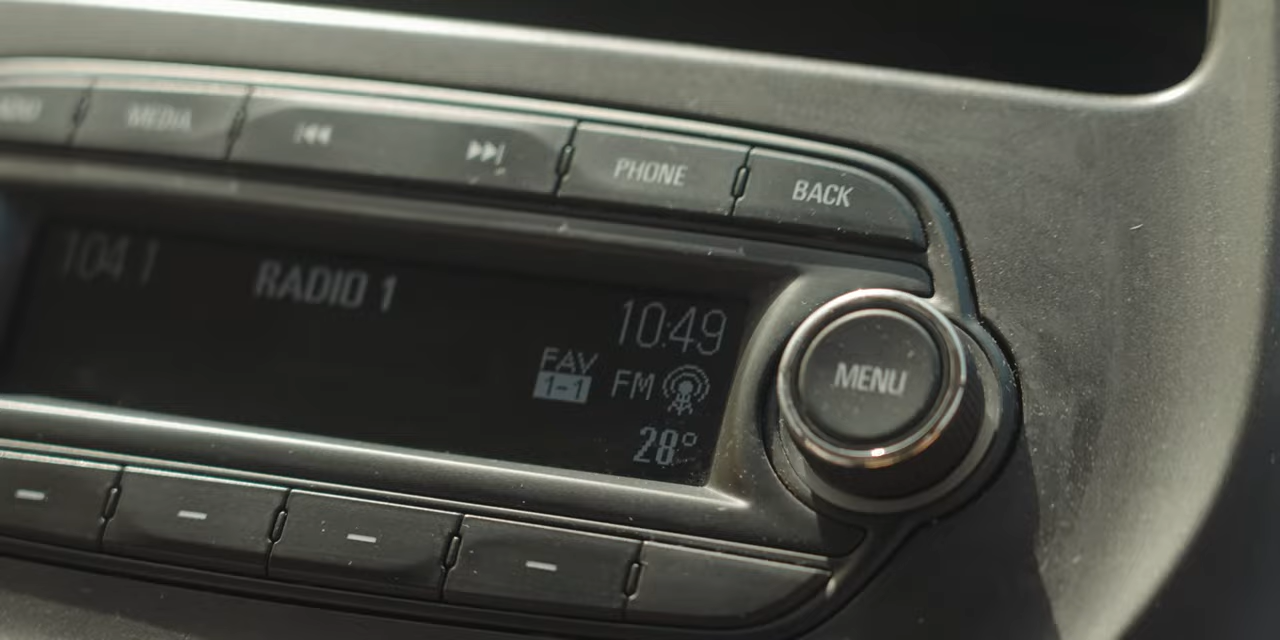 MEDIA
PHONE
BACK
104 1
RADIO 1
10:49
FAV
1-1
FM
28°
MENU